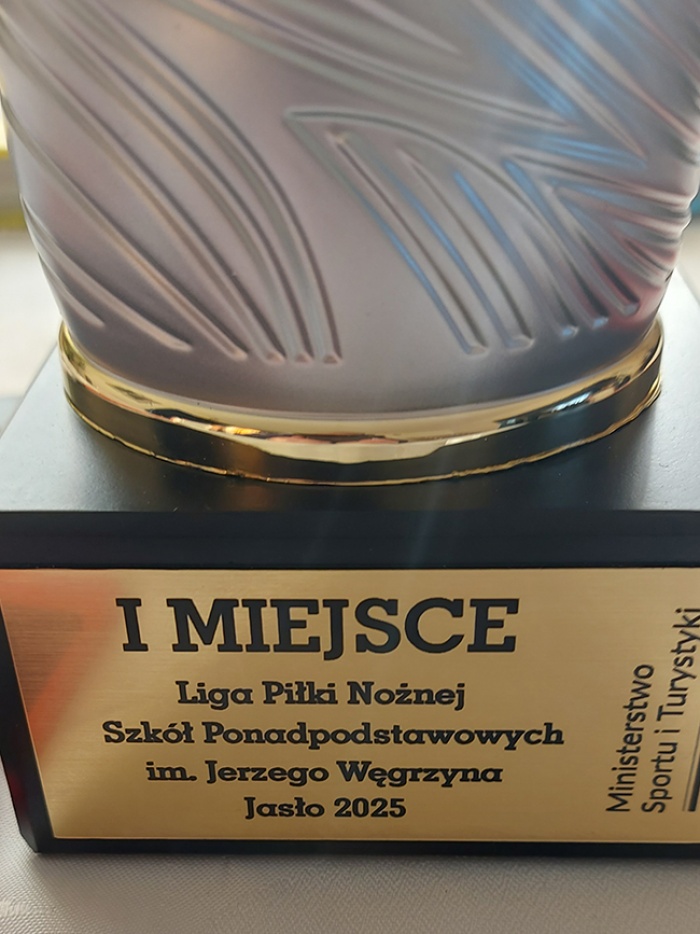 I MIEJSCE
Liga Piłki Nożnej
Szkół Ponadpodstawowych
im. Jerzego Węgrzyna
Jasło 2025
Ministerstwo
Sportu i Turystyki